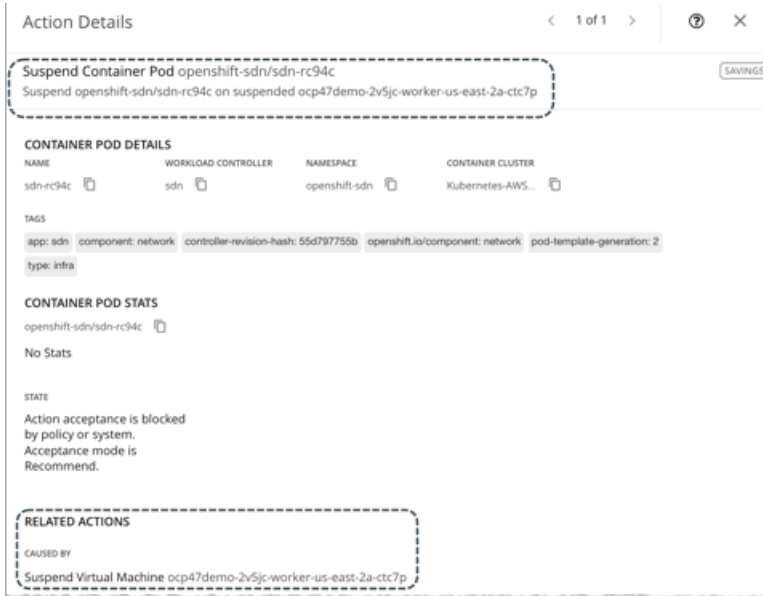 Action Details
1 of 1
Suspend Container Pod openshift-sdn/sdn-rc94c
SAVINGS
Suspend openshift-sdn/sdn-rc94c on suspended ocp47demo-2v5jc-worker-us-east-2a-ctc7p
CONTAINER POD DETAILS
NAME WORKLOAD CONTROLLER NAMESPACE CONTAINER CLUSTER
sdn-rc94c sdn openshift-sdn Kubernetes-AWS...
TAGS
app: sdn component: network controller-revision-hash: 55d797755b openshift.io/component: network pod-template-generation: 2
type: infra
CONTAINER POD STATS
openshift-sdn/sdn-rc94c
No Stats
STATE
Action acceptance is blocked
by policy or system.
Acceptance mode is
Recommend.
RELATED ACTIONS
CAUSED BY
Suspend Virtual Machine ocp47demo-2v5jc-worker-us-east-2a-ctc7p